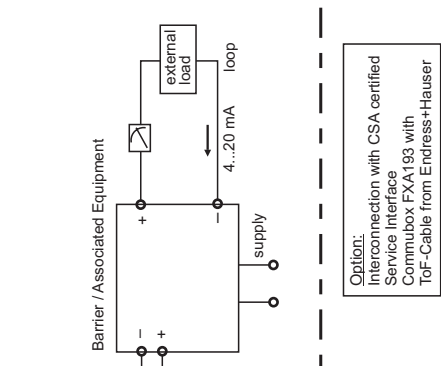 Barrier / Associated Equipment
–
+
+
–
supply
4...20 mA
loop
external
load
Option:
Interconnection with CSA certified
Service Interface
Commubox FXA193 with
ToF-Cable from Endress+Hauser